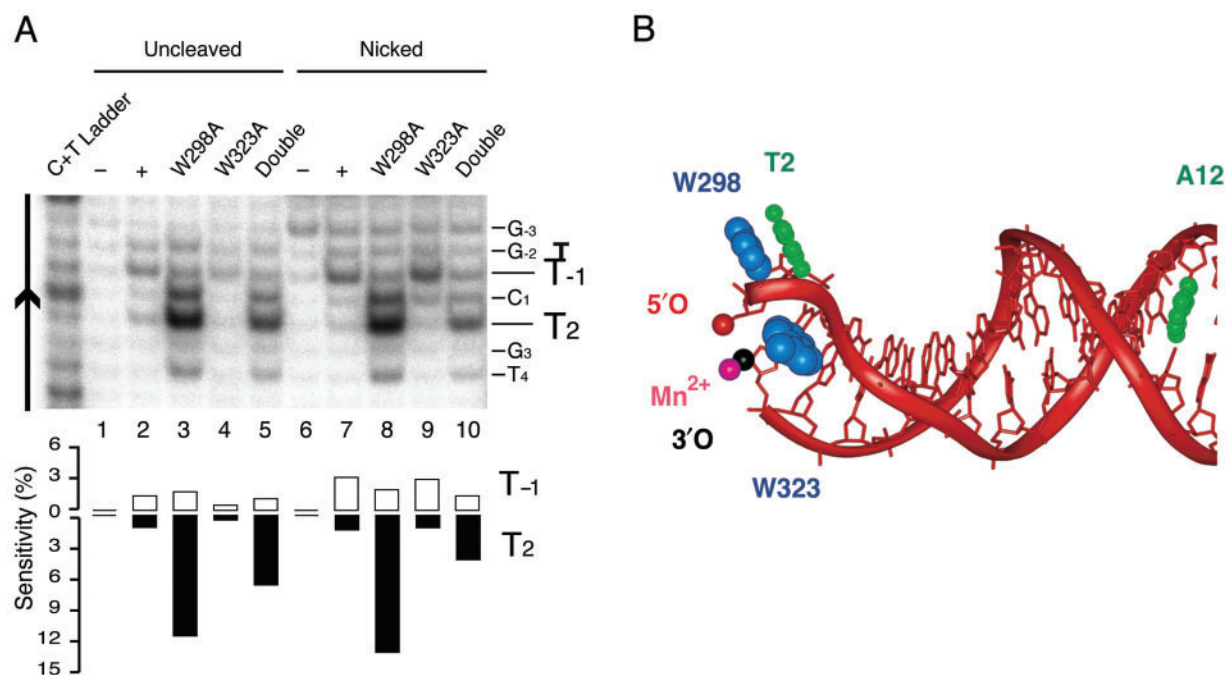 A
Uncleaved Nicked
C+T Ladder − + W298A W323A Double − + W298A W323A Double
G-3
G-2
T
T-1
C1
T2
G3
T4
1 2 3 4 5 6 7 8 9 10
Sensitivity (%)
6
3
0
3
6
9
12
15
T-1
T2
B
W298
T2
A12
5′O
Mn2+
3′O
W323